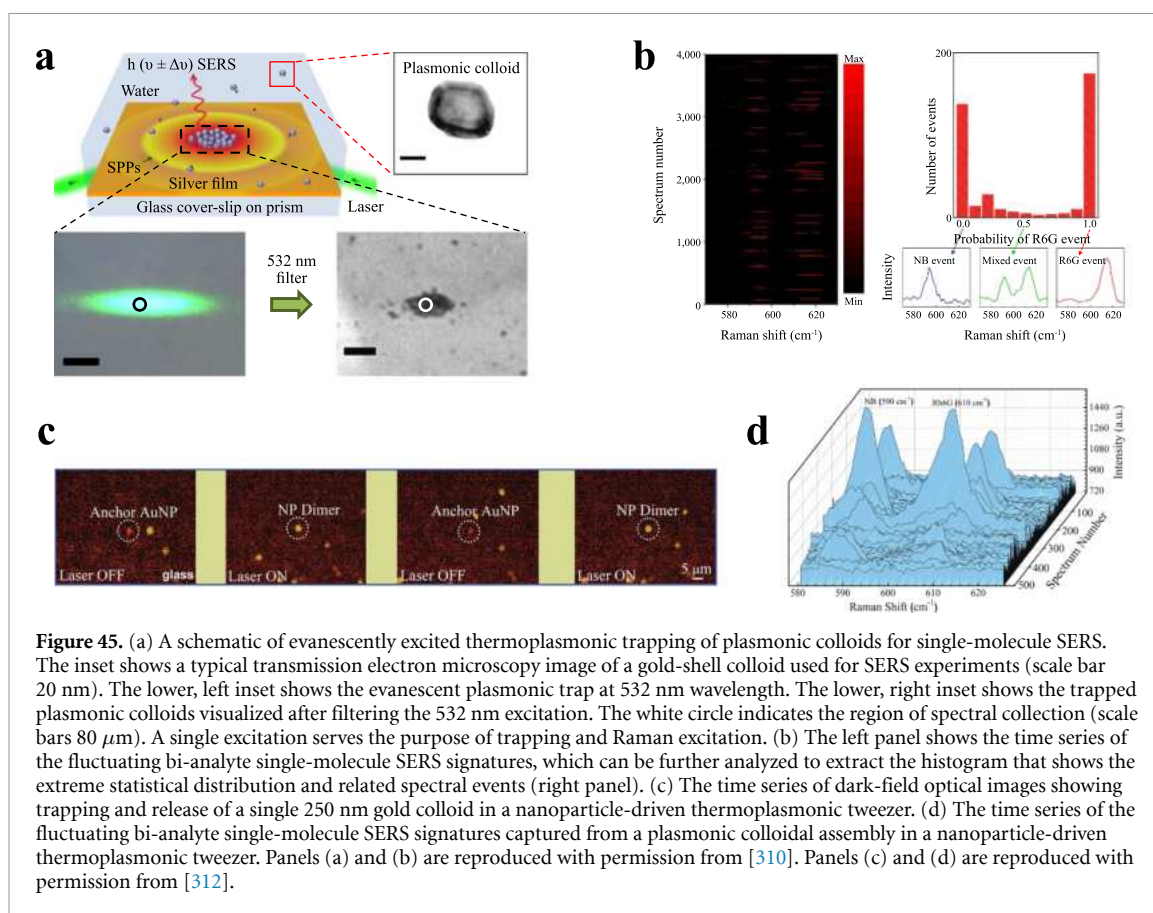 a
h (υ ± Δυ) SERS
Water
Plasmonic colloid
SPPs
Silver film
Glass cover-slip on prism
Laser
532 nm
filter
b
4,000
3,000
2,000
1,000
0
Spectrum number
580
600
620
Raman shift (cm⁻¹)
Max
Min
200
0
Number of events
0.0
0.5
1.0
Probability of R6G event
Intensity
NB event
Mixed event
R6G event
580 600 620
580 600 620
580 600 620
Raman shift (cm⁻¹)
c
Anchor AuNP
Laser OFF
glass
NP Dimer
Laser ON
Anchor AuNP
Laser OFF
NP Dimer
Laser ON
5 μm
d
NB (590 cm⁻¹)
Rh6G (610 cm⁻¹)
1440
1260
1080
900
720
Intensity (a.u.)
100
200
300
400
500
Spectrum Number
580
590
600
610
620
Raman Shift (cm⁻¹)
Figure 45. (a) A schematic of evanescently excited thermoplasmonic trapping of plasmonic colloids for single-molecule SERS.
The inset shows a typical transmission electron microscopy image of a gold-shell colloid used for SERS experiments (scale bar
20 nm). The lower, left inset shows the evanescent plasmonic trap at 532 nm wavelength. The lower, right inset shows the trapped
plasmonic colloids visualized after filtering the 532 nm excitation. The white circle indicates the region of spectral collection (scale
bars 80 μm). A single excitation serves the purpose of trapping and Raman excitation. (b) The left panel shows the time series of
the fluctuating bi-analyte single-molecule SERS signatures, which can be further analyzed to extract the histogram that shows the
extreme statistical distribution and related spectral events (right panel). (c) The time series of dark-field optical images showing
trapping and release of a single 250 nm gold colloid in a nanoparticle-driven thermoplasmonic tweezer. (d) The time series of the
fluctuating bi-analyte single-molecule SERS signatures captured from a plasmonic colloidal assembly in a nanoparticle-driven
thermoplasmonic tweezer. Panels (a) and (b) are reproduced with permission from [310]. Panels (c) and (d) are reproduced with
permission from [312].